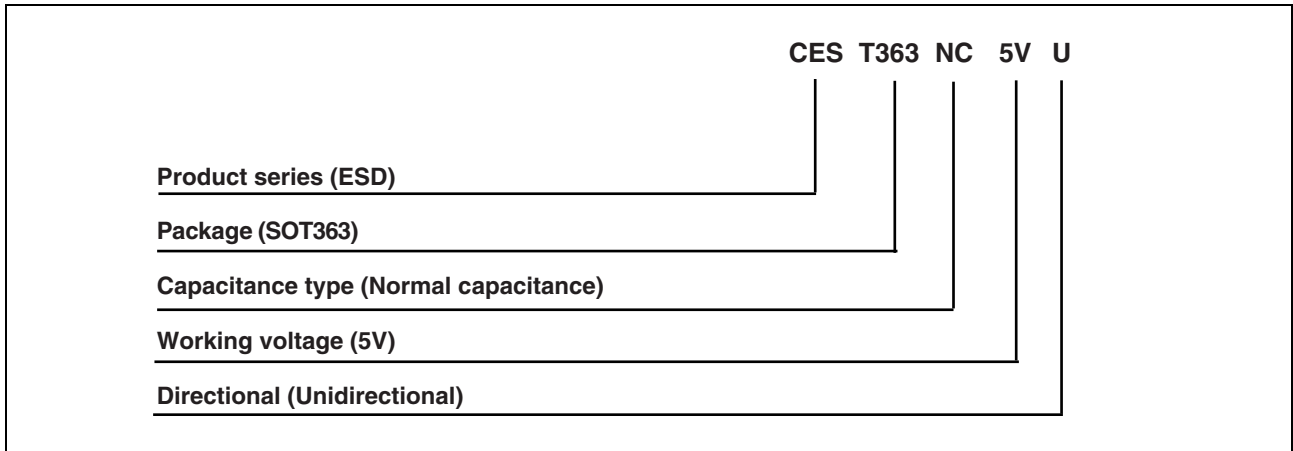 CES T363 NC 5V U
Product series (ESD)
Package (SOT363)
Capacitance type (Normal capacitance)
Working voltage (5V)
Directional (Unidirectional)